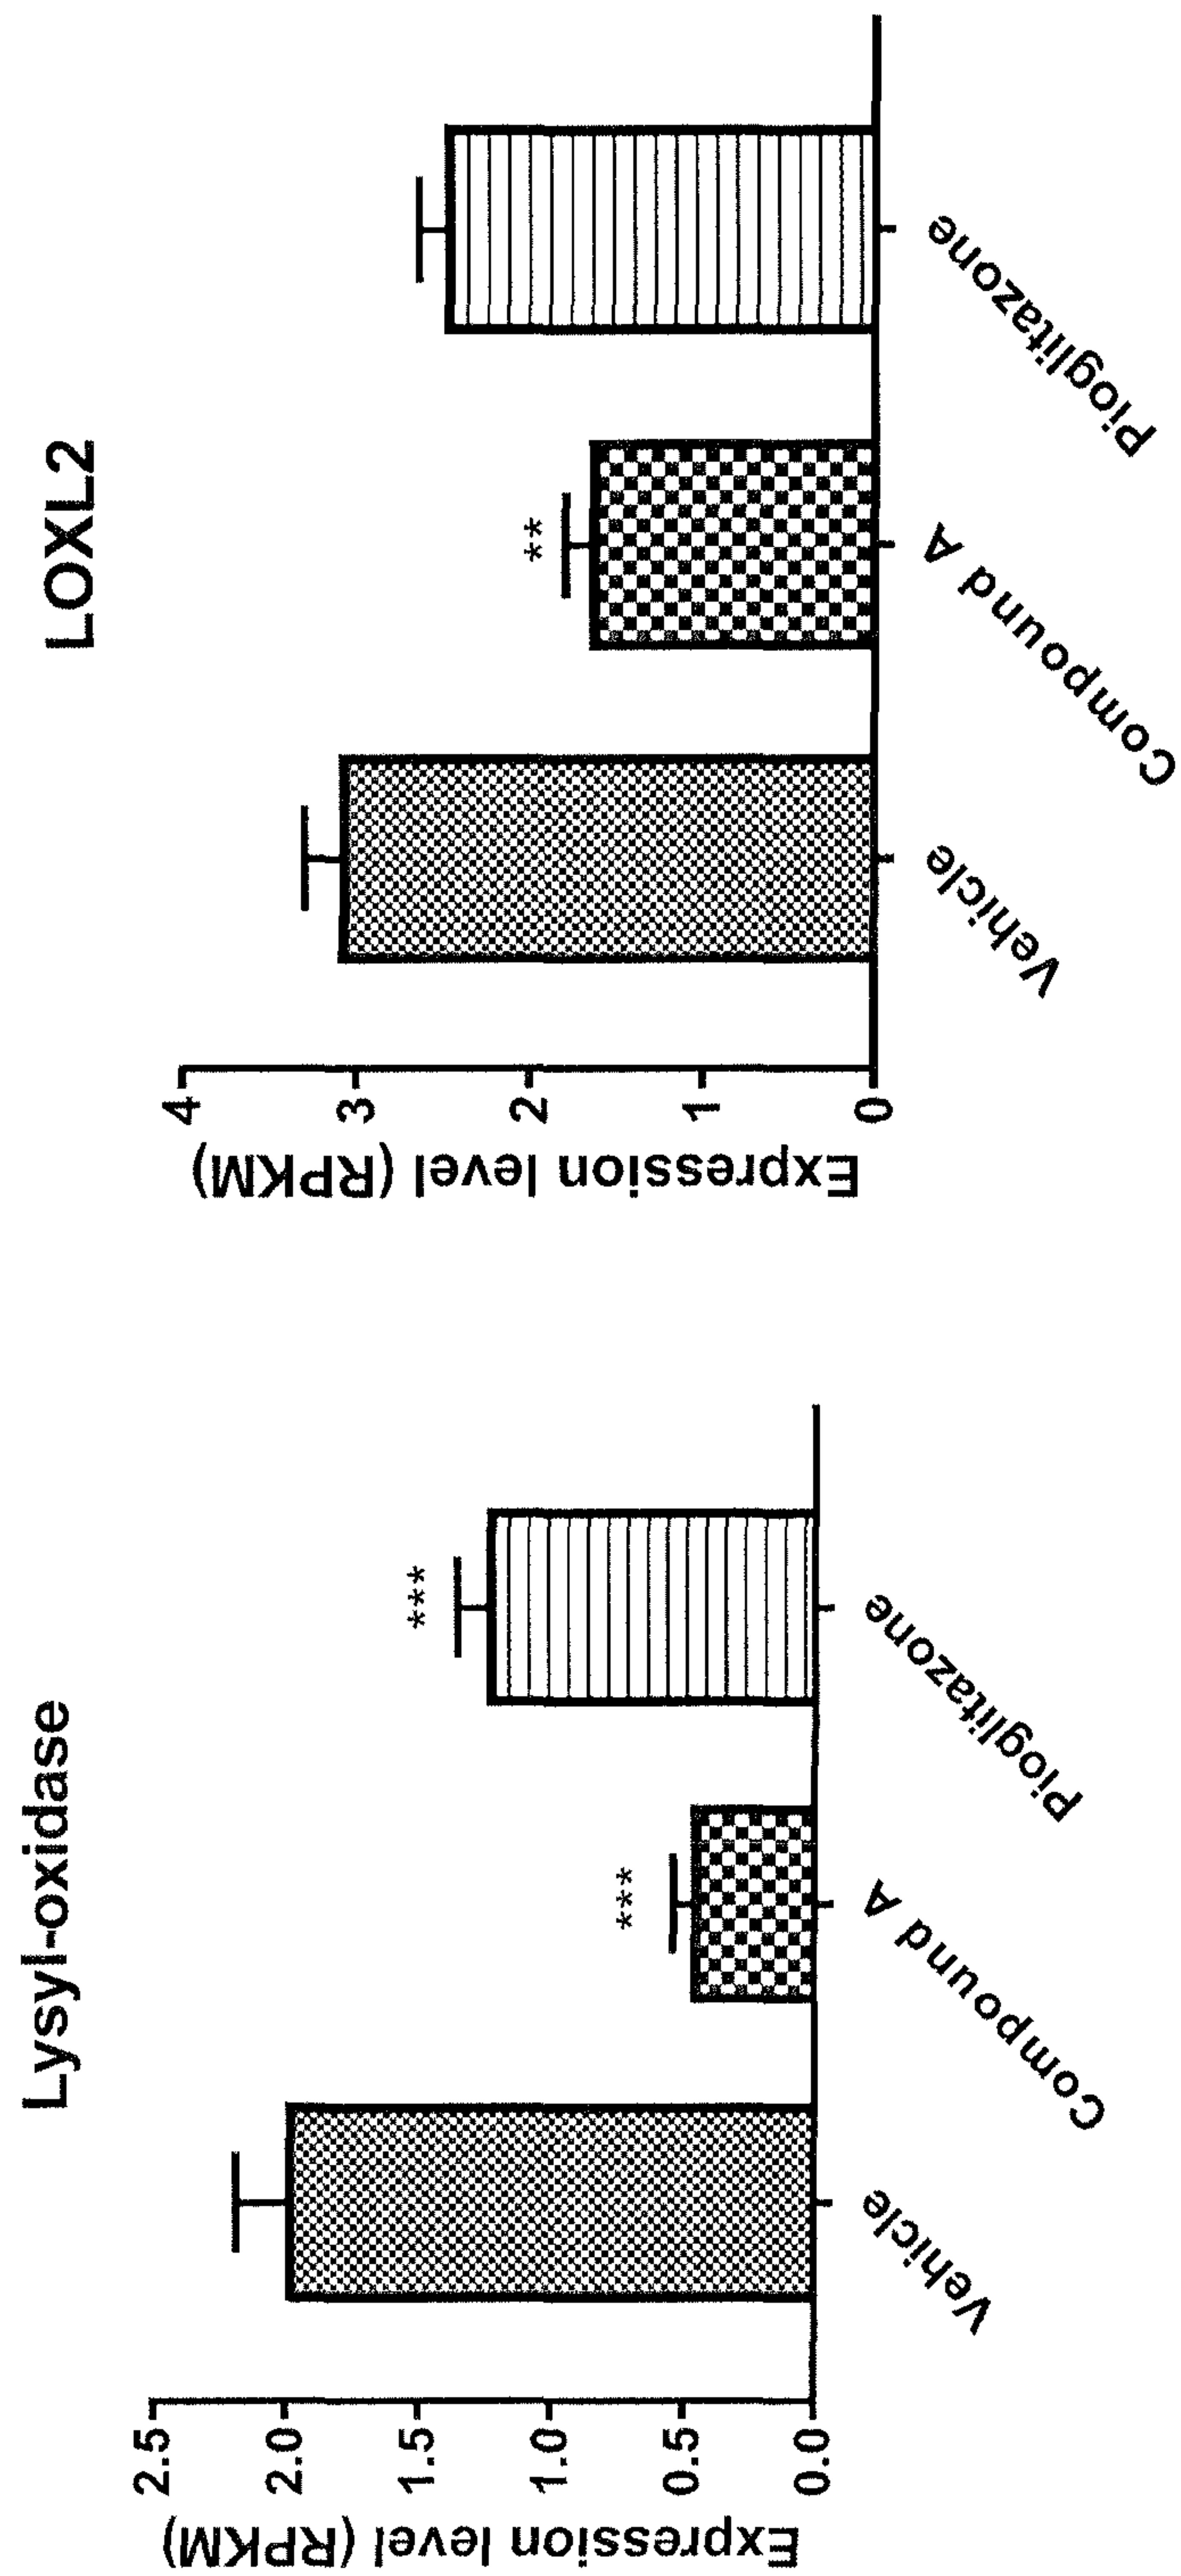 Lysyl-oxidase
Expression level (RPKM)
2.5
2.0
1.5
1.0
0.5
0.0
***
***
Vehicle
Compound A
Pioglitazone
LOXL2
Expression level (RPKM)
4
3
2
1
0
**
Vehicle
Compound A
Pioglitazone